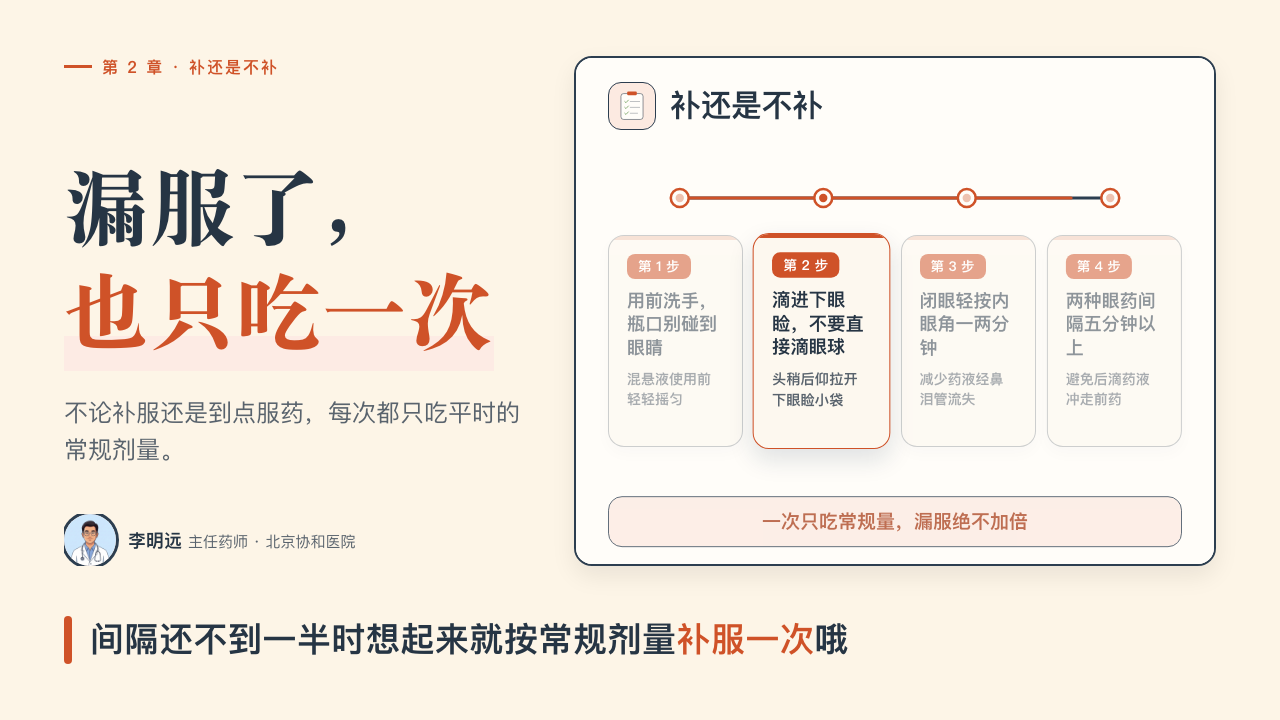 第 2 章 · 补还是不补
漏服了，
也只吃一次
不论补服还是到点服药，每次都只吃平时的
常规剂量。
李明远 主任药师 · 北京协和医院
补还是不补
第 1 步
用前洗手，
瓶口别碰到
眼睛
混悬液使用前
轻轻摇匀
第 2 步
滴进下眼
睑，不要直
接滴眼球
头稍后仰拉开
下眼睑小袋
第 3 步
闭眼轻按内
眼角一两分
钟
减少药液经鼻
泪管流失
第 4 步
两种眼药间
隔五分钟以
上
避免后滴药液
冲走前药
一次只吃常规量，漏服绝不加倍
间隔还不到一半时想起来就按常规剂量补服一次哦